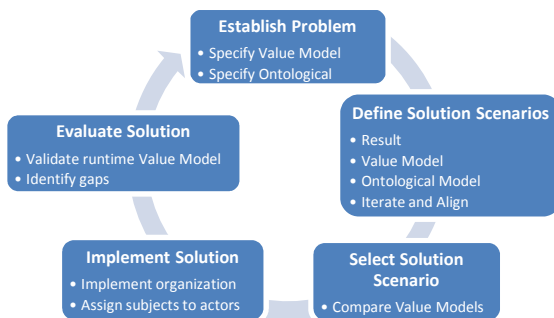 Establish Problem
• Specify Value Model
• Specify Ontological
Define Solution Scenarios
• Result
• Value Model
• Ontological Model
• Iterate and Align
Select Solution
Scenario
• Compare Value Models
Implement Solution
• Implement organization
• Assign subjects to actors
Evaluate Solution
• Validate runtime Value Model
• Identify gaps